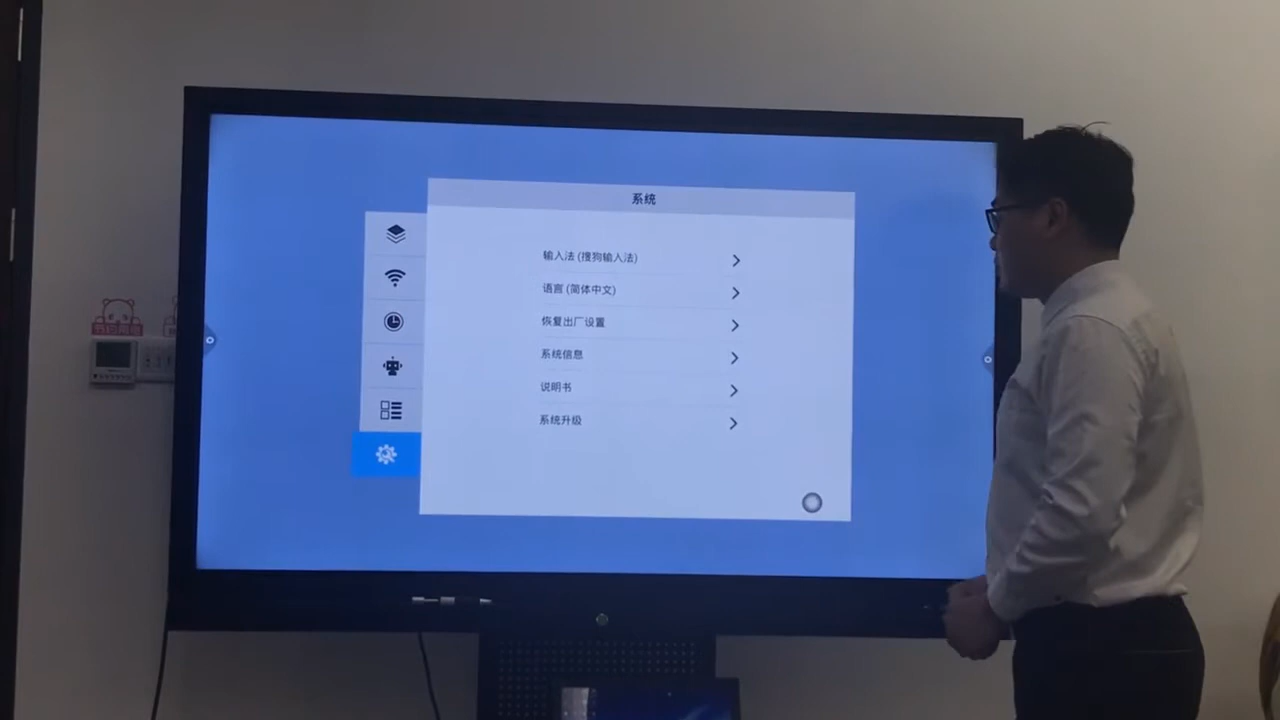 系统
输入法 (搜狗输入法)
语言 (简体中文)
恢复出厂设置
系统信息
说明书
系统升级